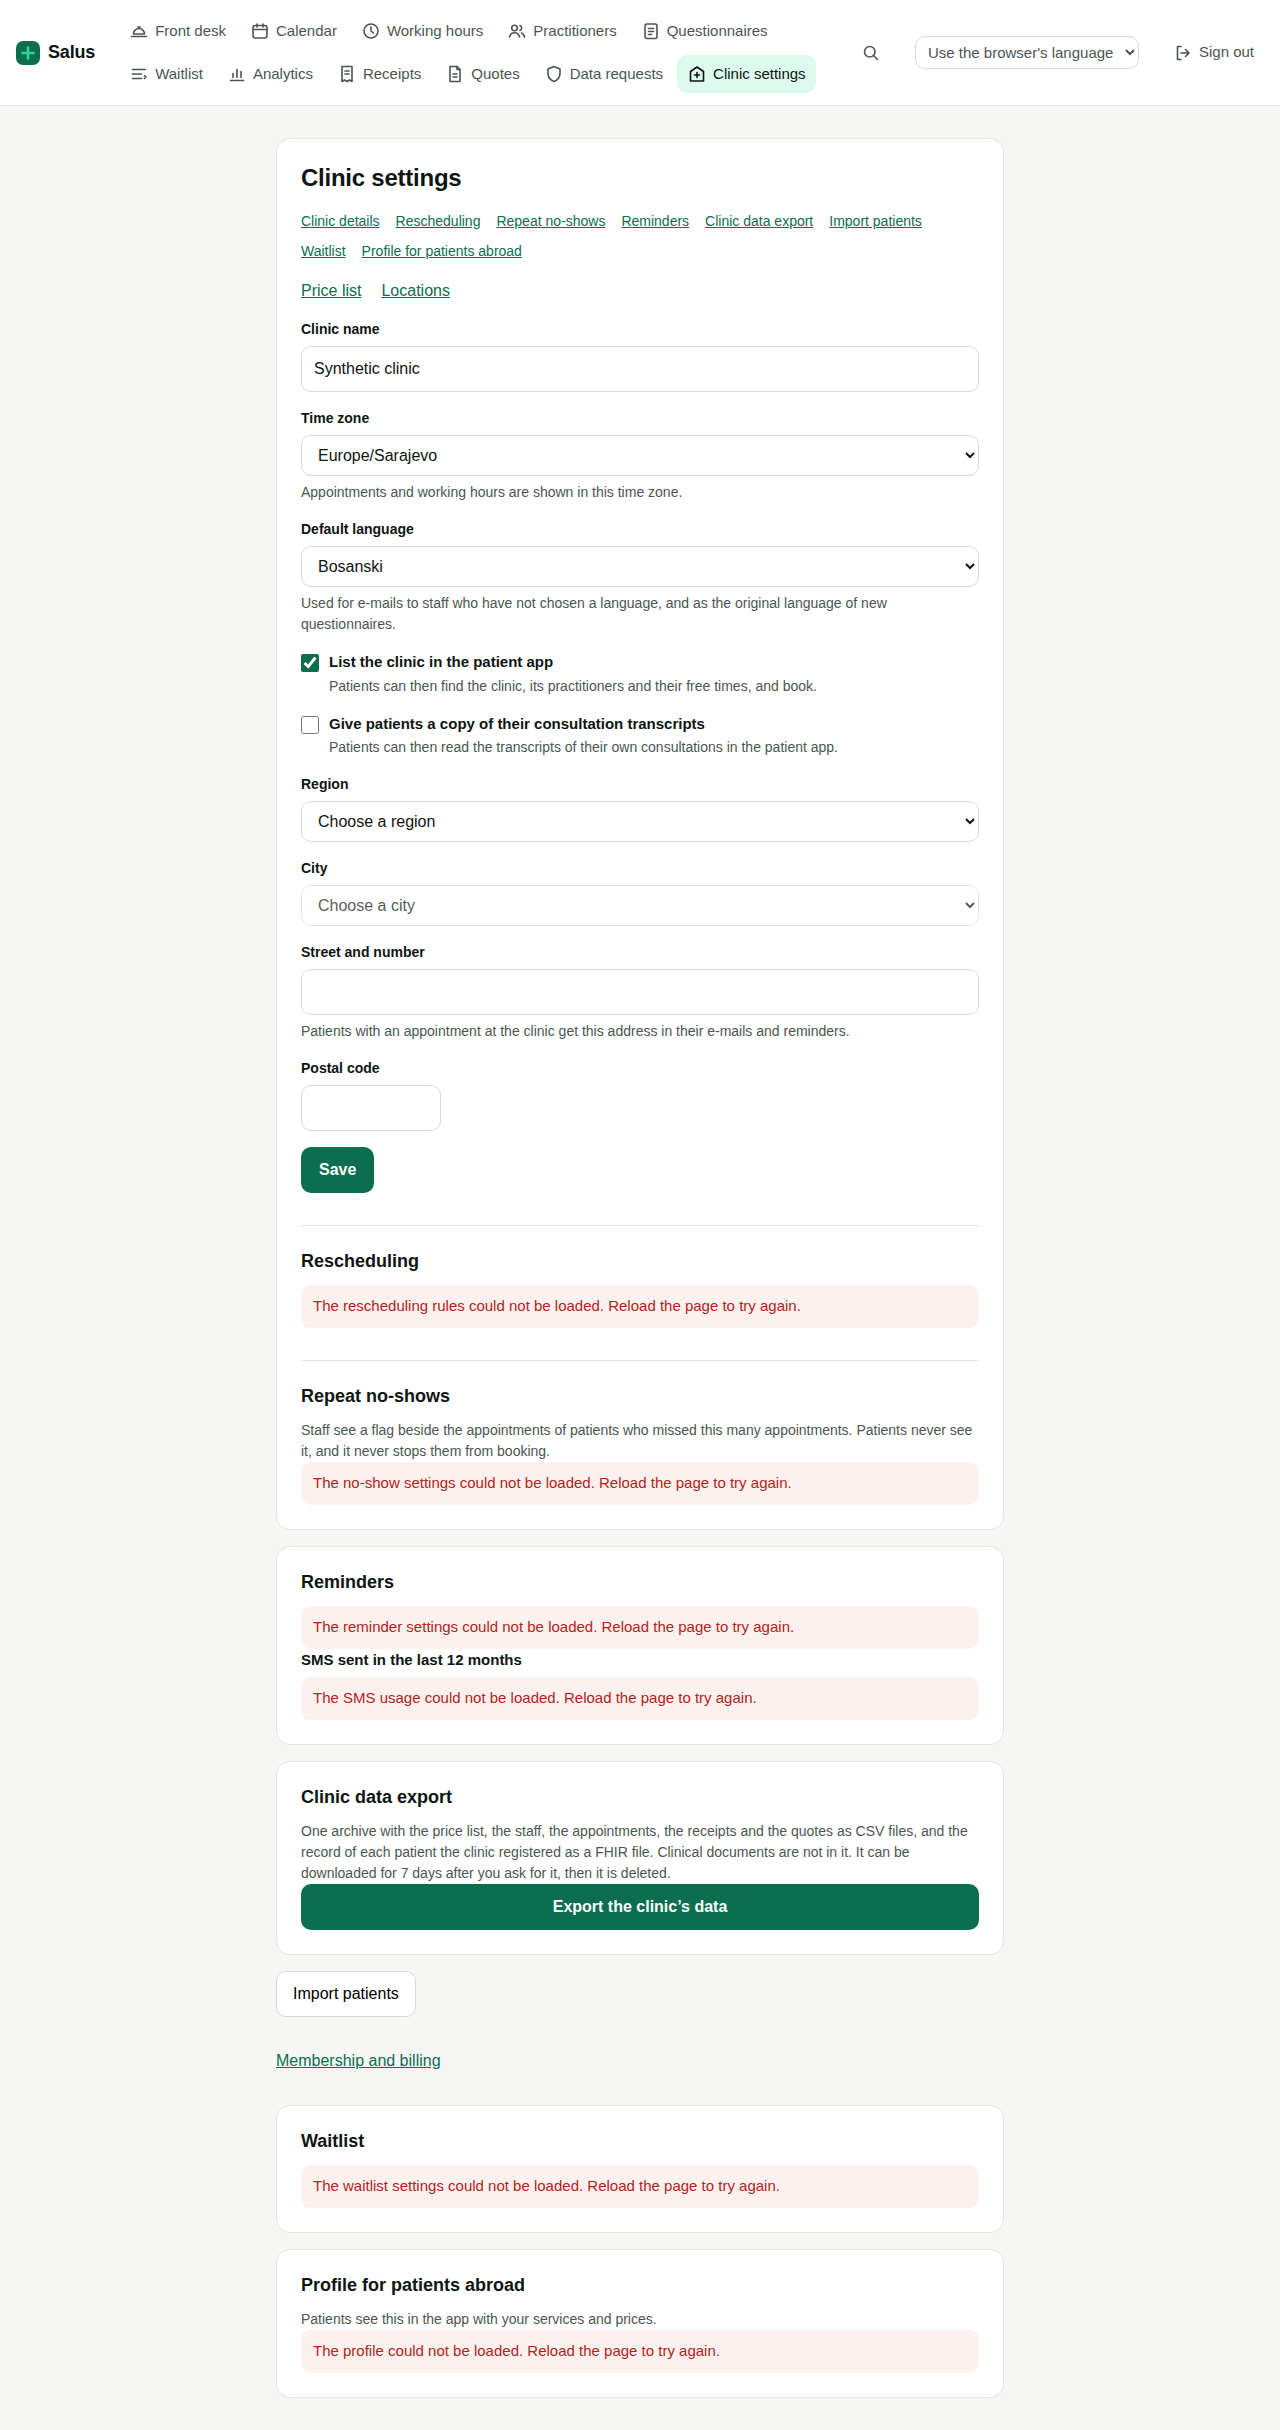 Salus
Front desk
Calendar
Working hours
Practitioners
Questionnaires
Waitlist
Analytics
Receipts
Quotes
Data requests
Clinic settings
Use the browser's language
Sign out
Clinic settings
Clinic details Rescheduling Repeat no-shows Reminders Clinic data export Import patients
Waitlist Profile for patients abroad
Price list Locations
Clinic name
Synthetic clinic
Time zone
Europe/Sarajevo
Appointments and working hours are shown in this time zone.
Default language
Bosanski
Used for e-mails to staff who have not chosen a language, and as the original language of new
questionnaires.
List the clinic in the patient app
Patients can then find the clinic, its practitioners and their free times, and book.
Give patients a copy of their consultation transcripts
Patients can then read the transcripts of their own consultations in the patient app.
Region
Choose a region
City
Choose a city
Street and number
Patients with an appointment at the clinic get this address in their e-mails and reminders.
Postal code
Save
Rescheduling
The rescheduling rules could not be loaded. Reload the page to try again.
Repeat no-shows
Staff see a flag beside the appointments of patients who missed this many appointments. Patients never see
it, and it never stops them from booking.
The no-show settings could not be loaded. Reload the page to try again.
Reminders
The reminder settings could not be loaded. Reload the page to try again.
SMS sent in the last 12 months
The SMS usage could not be loaded. Reload the page to try again.
Clinic data export
One archive with the price list, the staff, the appointments, the receipts and the quotes as CSV files, and the
record of each patient the clinic registered as a FHIR file. Clinical documents are not in it. It can be
downloaded for 7 days after you ask for it, then it is deleted.
Export the clinic’s data
Import patients
Membership and billing
Waitlist
The waitlist settings could not be loaded. Reload the page to try again.
Profile for patients abroad
Patients see this in the app with your services and prices.
The profile could not be loaded. Reload the page to try again.